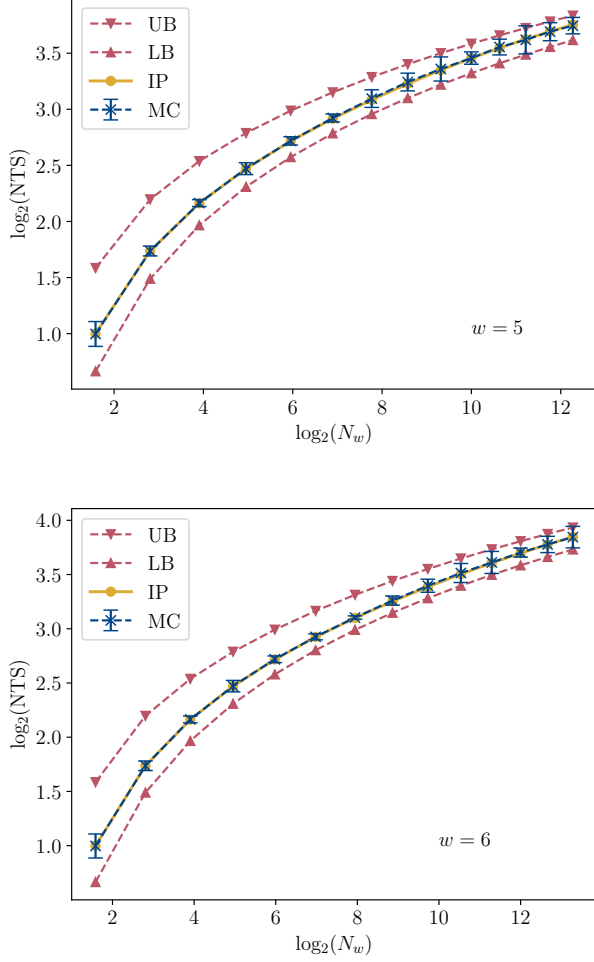 3.5
3.0
2.5
2.0
1.5
1.0
log₂(NTS)
UB
LB
IP
MC
w = 5
2 4 6 8 10 12
log₂(N_w)
4.0
3.5
3.0
2.5
2.0
1.5
1.0
log₂(NTS)
UB
LB
IP
MC
w = 6
2 4 6 8 10 12
log₂(N_w)